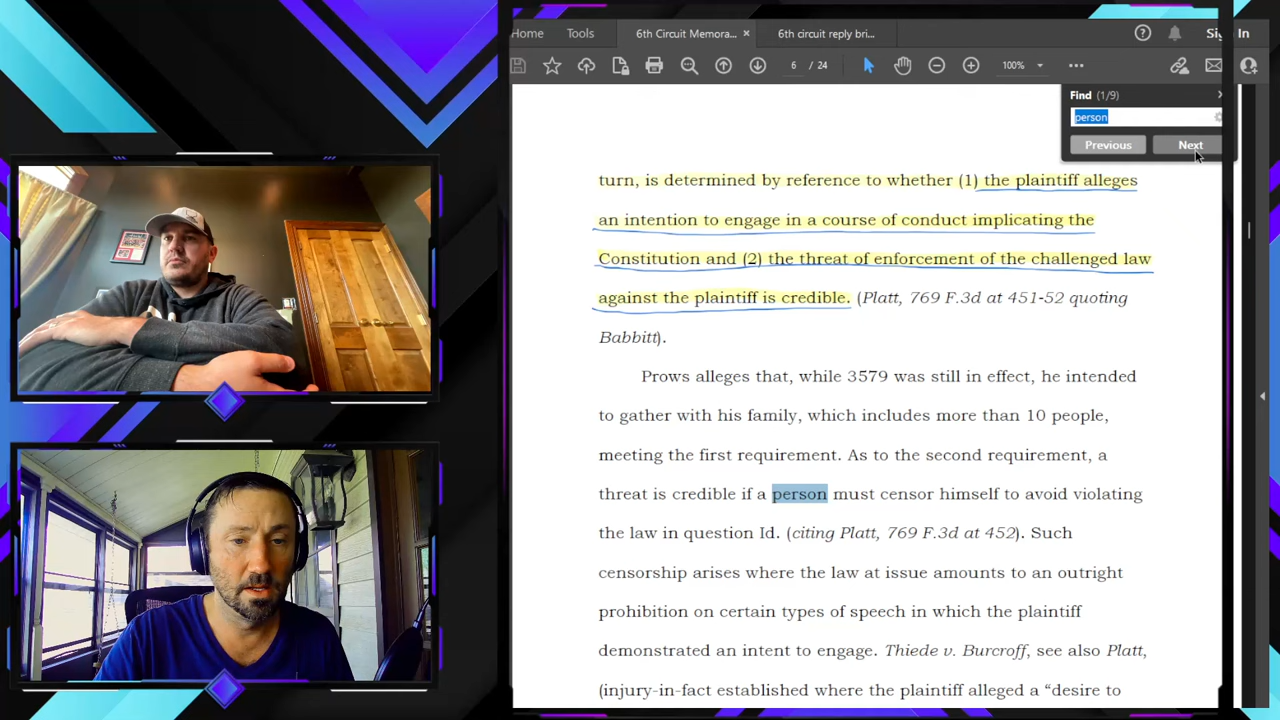 Home Tools 6th Circuit Memora... × 6th circuit reply bri... Sign In
6 / 24 100%
Find (1/9)
person
Previous Next
turn, is determined by reference to whether (1) the plaintiff alleges
an intention to engage in a course of conduct implicating the
Constitution and (2) the threat of enforcement of the challenged law
against the plaintiff is credible. (Platt, 769 F.3d at 451-52 quoting
Babbitt).
Prows alleges that, while 3579 was still in effect, he intended
to gather with his family, which includes more than 10 people,
meeting the first requirement. As to the second requirement, a
threat is credible if a person must censor himself to avoid violating
the law in question Id. (citing Platt, 769 F.3d at 452). Such
censorship arises where the law at issue amounts to an outright
prohibition on certain types of speech in which the plaintiff
demonstrated an intent to engage. Thiede v. Burcroff, see also Platt,
(injury-in-fact established where the plaintiff alleged a “desire to